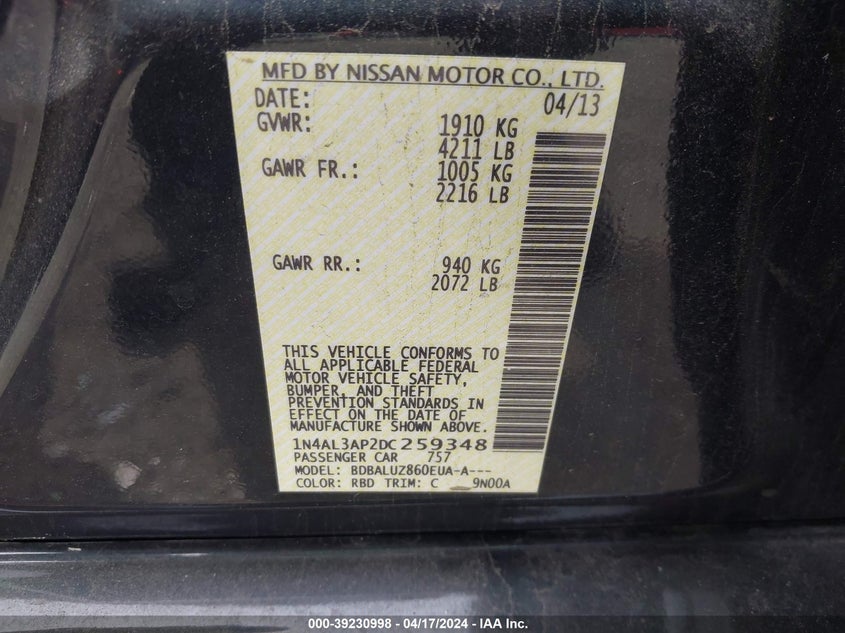 MFD BY NISSAN MOTOR CO., LTD.
DATE: 04/13
GVWR: 1910 KG
4211 LB
GAWR FR.: 1005 KG
2216 LB
GAWR RR.: 940 KG
2072 LB
THIS VEHICLE CONFORMS TO
ALL APPLICABLE FEDERAL
MOTOR VEHICLE SAFETY,
BUMPER, AND THEFT
PREVENTION STANDARDS IN
EFFECT ON THE DATE OF
MANUFACTURE SHOWN ABOVE.
1N4AL3AP2DC259348
PASSENGER CAR 757
MODEL: BDBALUZ860EUA-A---
COLOR: RBD TRIM: C 9N00A
000-39230998 - 04/17/2024 - IAA Inc.